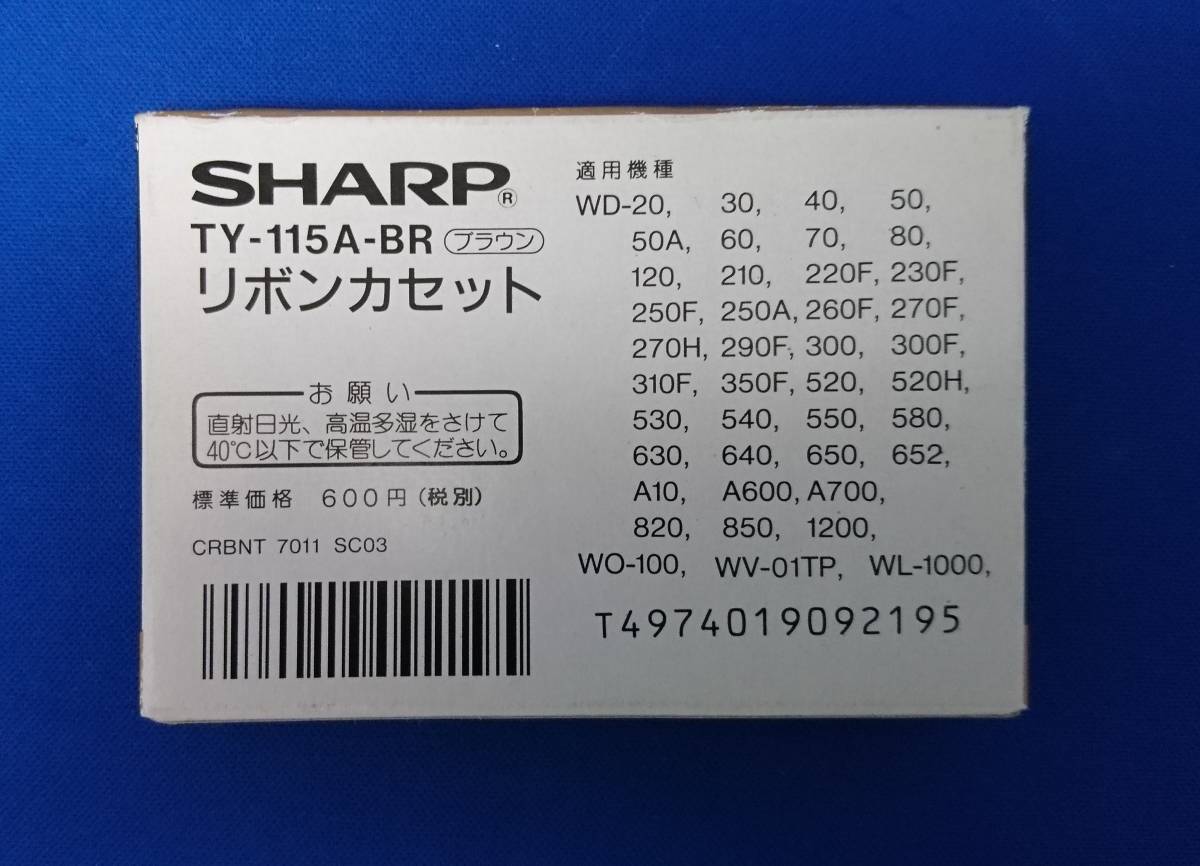 SHARP®
TY-115A-BR ブラウン
リボンカセット
お願い
直射日光、高温多湿をさけて
40℃以下で保管してください。
標準価格 600円(税別)
CRBNT 7011 SC03
適用機種
WD-20, 30, 40, 50,
50A, 60, 70, 80,
120, 210, 220F, 230F,
250F, 250A, 260F, 270F,
270H, 290F, 300, 300F,
310F, 350F, 520, 520H,
530, 540, 550, 580,
630, 640, 650, 652,
A10, A600, A700,
820, 850, 1200,
WO-100, WV-01TP, WL-1000,
T4974019092195